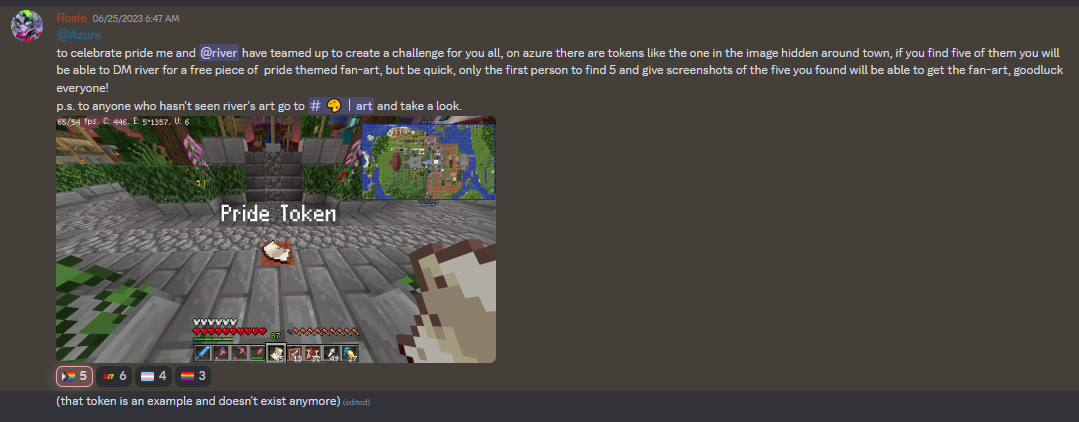 Rosie 06/25/2023 6:47 AM
@Azure
to celebrate pride me and @river have teamed up to create a challenge for you all, on azure there are tokens like the one in the image hidden around town, if you find five of them you will
be able to DM river for a free piece of pride themed fan-art, but be quick, only the first person to find 5 and give screenshots of the five you found will be able to get the fan-art, goodluck
everyone!
p.s. to anyone who hasn't seen river's art go to # 🎨 | art and take a look.
65/54 fps, C: 446, E: 5*1357, U: 6
Pride Token
37
15 13 32 49 27
5 6 4 3
(that token is an example and doesn't exist anymore) (edited)